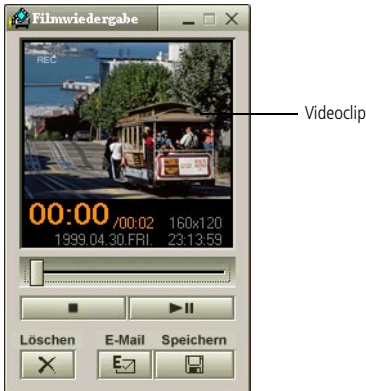 Filmwiedergabe
REC
Videoclip
00:00 /00:02 160x120
1999.04.30.FRI. 23:13:59
Löschen E-Mail Speichern
E